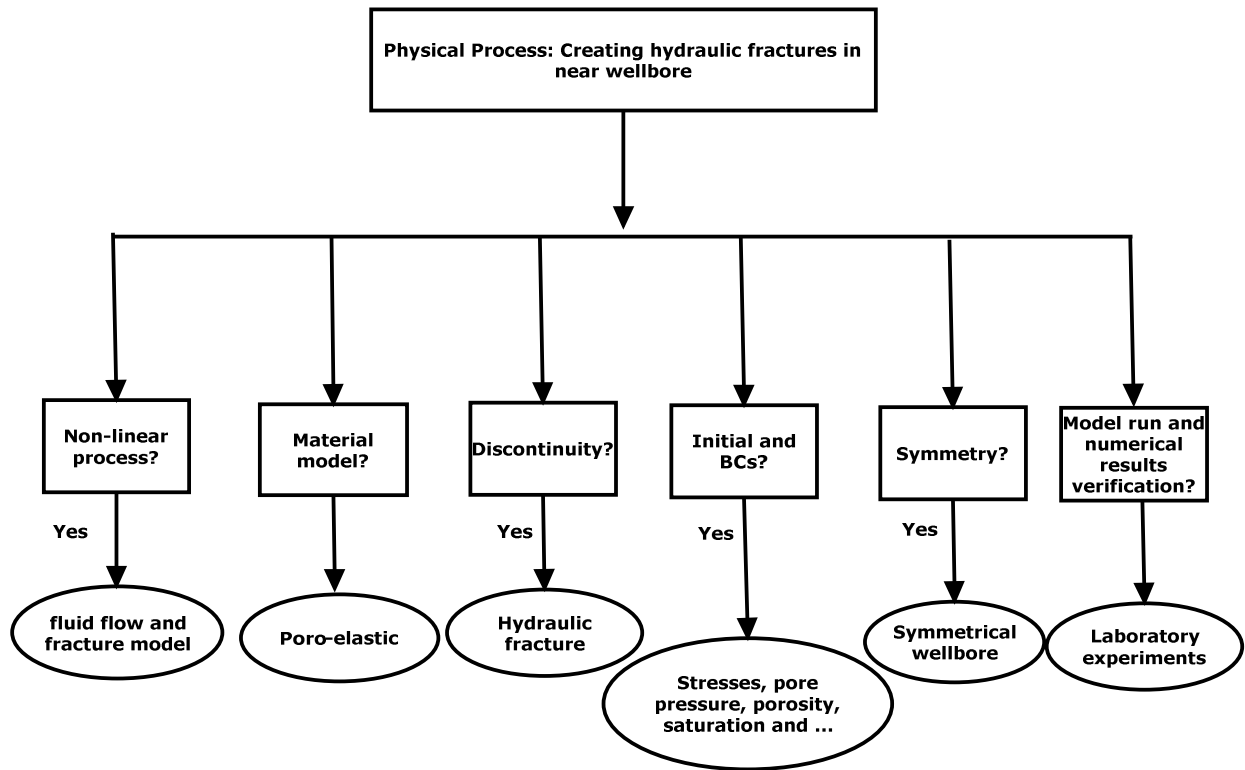 Physical Process: Creating hydraulic fractures in
near wellbore
Non-linear
process?
Material
model?
Discontinuity?
Initial and
BCs?
Symmetry?
Model run and
numerical
results
verification?
Yes
Yes
Yes
Yes
fluid flow and
fracture model
Poro-elastic
Hydraulic
fracture
Stresses, pore
pressure, porosity,
saturation and ...
Symmetrical
wellbore
Laboratory
experiments